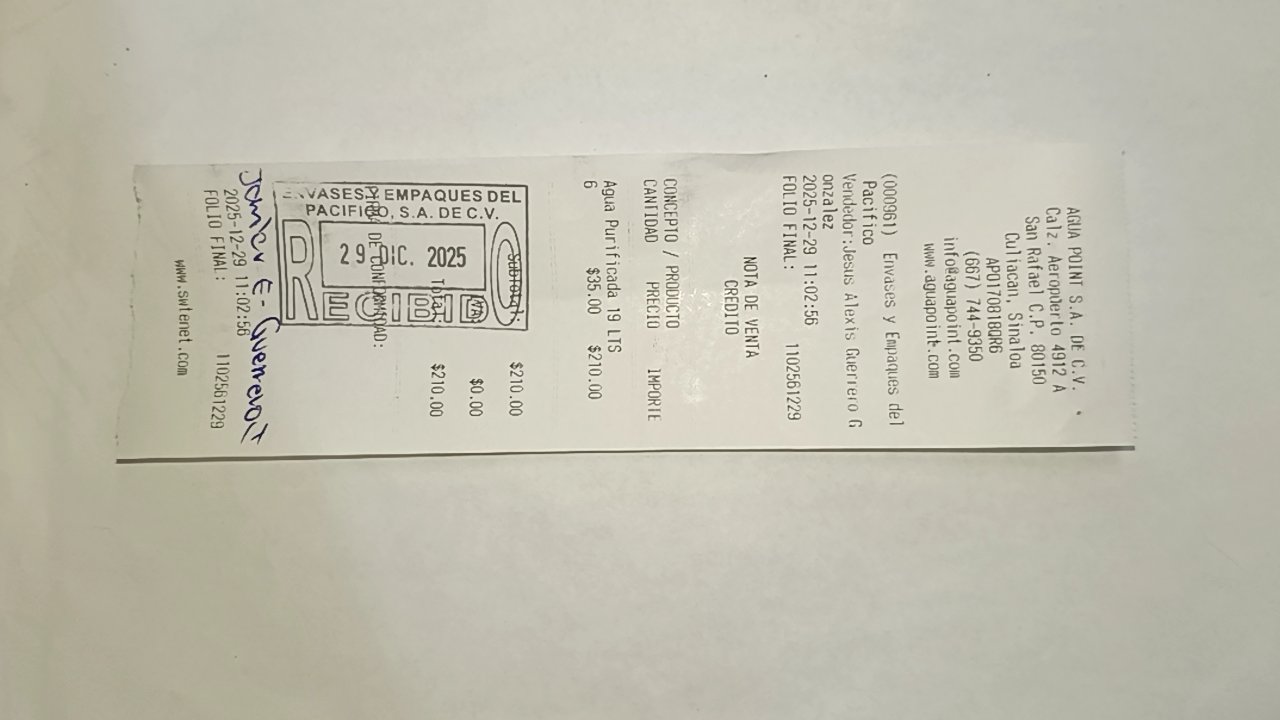 AGUA POINT S.A. DE C.V.
Calz. Aeropuerto 4912 A
San Rafael C.P. 80150
Culiacan, Sinaloa
(667) 744-9350
info@aguapoint.com
www.aguapoint.com
(000961) Envases y Empaques del
Pacifico
Vendedor:Jesus Alexis Guerrero G
onzalez
2025-12-29 11:02:56
FOLIO FINAL: 1102561229
NOTA DE VENTA
CREDITO
CONCEPTO / PRODUCTO
CANTIDAD PRECIO IMPORTE
Agua Purificada 19 LTS
6 $35.00 $210.00
Subtotal: $210.00
IVA: $0.00
Total: $210.00
DE CONFORMIDAD:
ENVASES Y EMPAQUES DEL
PACIFICO, S.A. DE C.V.
29 DIC. 2025
RECIBIDO
E- Guerrero
2025-12-29 11:02:56
FOLIO FINAL: 1102561229
www.swtenet.com